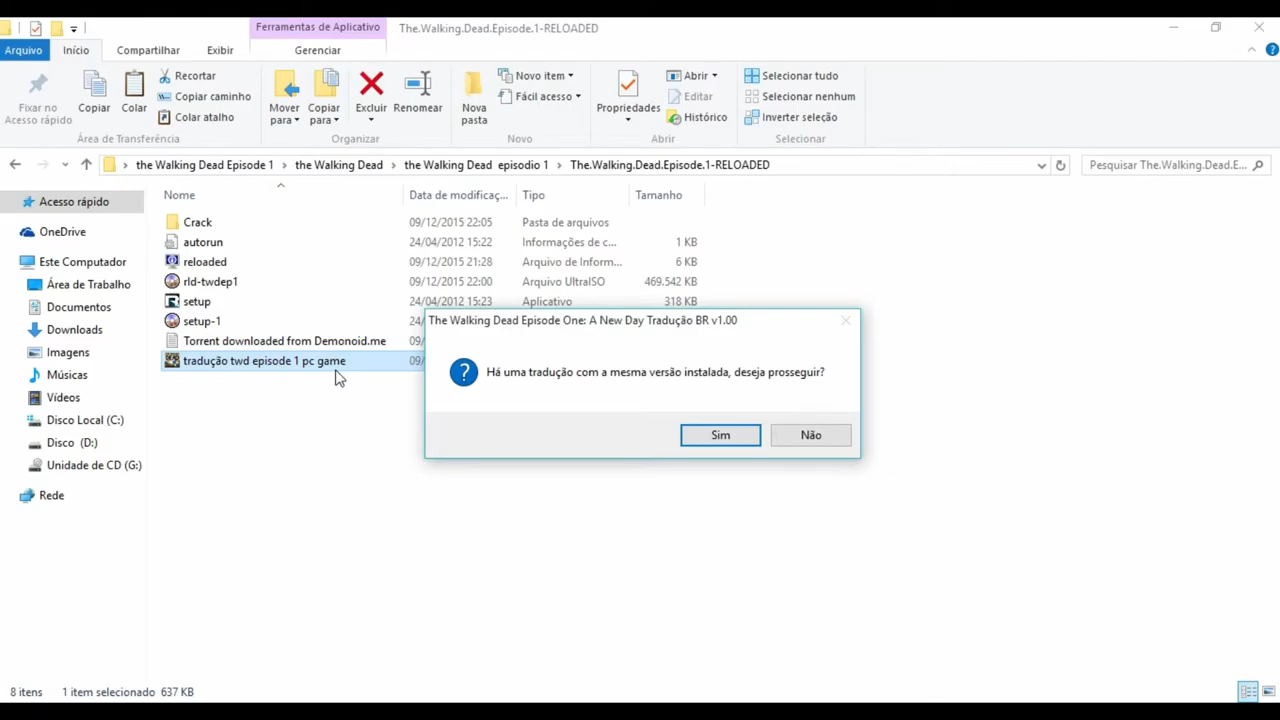 Ferramentas de Aplicativo
The.Walking.Dead.Episode.1-RELOADED
Arquivo
Início
Compartilhar
Exibir
Gerenciar
Fixar no
Acesso rápido
Copiar
Colar
Recortar
Copiar caminho
Colar atalho
Área de Transferência
Mover
para
Copiar
para
Excluir
Renomear
Organizar
Nova
pasta
Novo item
Fácil acesso
Novo
Propriedades
Abrir
Editar
Histórico
Abrir
Selecionar tudo
Selecionar nenhum
Inverter seleção
Selecionar
the Walking Dead Episode 1 > the Walking Dead > the Walking Dead episodio 1 > The.Walking.Dead.Episode.1-RELOADED
Pesquisar The.Walking.Dead.E...
Nome Data de modificaç... Tipo Tamanho
Crack 09/12/2015 22:05 Pasta de arquivos
autorun 24/04/2012 15:22 Informações de c... 1 KB
reloaded 09/12/2015 21:28 Arquivo de Inform... 6 KB
rld-twdep1 09/12/2015 22:00 Arquivo UltraISO 469.542 KB
setup 24/04/2012 15:23 Aplicativo 318 KB
setup-1 24/
Torrent downloaded from Demonoid.me 09/
tradução twd episode 1 pc game 09/
Acesso rápido
OneDrive
Este Computador
Área de Trabalho
Documentos
Downloads
Imagens
Músicas
Vídeos
Disco Local (C:)
Disco (D:)
Unidade de CD (G:)
Rede
The Walking Dead Episode One: A New Day Tradução BR v1.00
Há uma tradução com a mesma versão instalada, deseja prosseguir?
Sim
Não
8 itens 1 item selecionado 637 KB